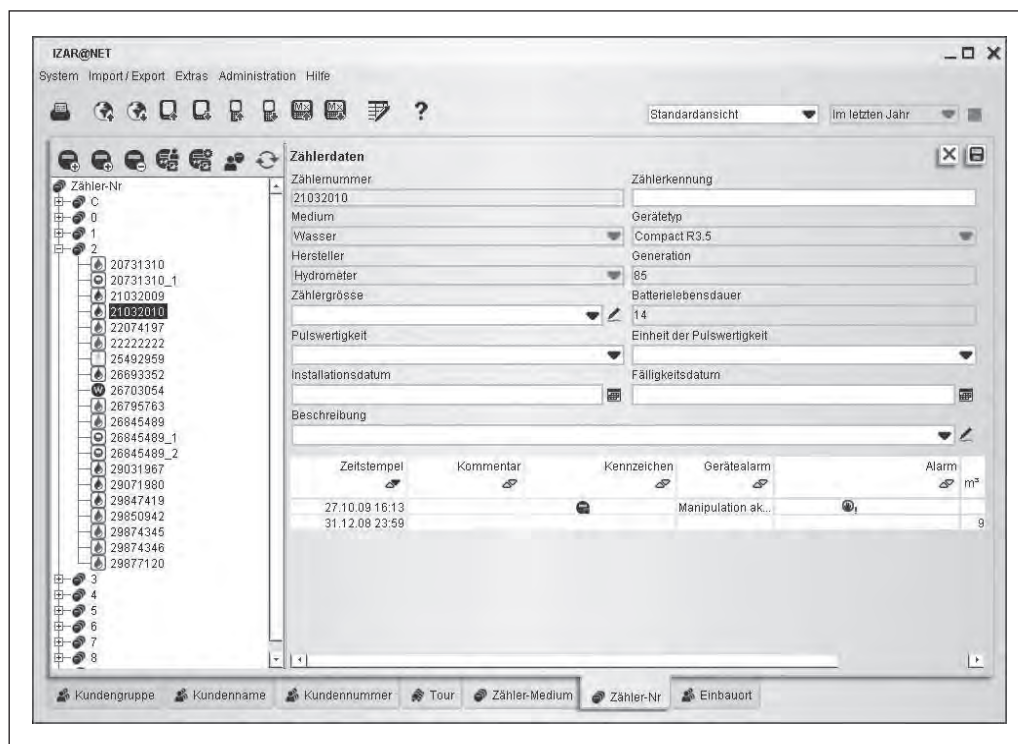 IZAR@NET
System Import / Export Extras Administration Hilfe
Mx Mx ?
Standardansicht Im letzten Jahr
Zähler-Nr
C
0
1
2
20731310
20731310_1
21032009
21032010
22074197
22222222
25492959
26693352
W 26703054
26795763
26845489
26845489_1
26845489_2
29031967
29071980
29847419
29850942
29874345
29874346
29877120
3
4
5
6
7
8
Zählerdaten
Zählernummer Zählerkennung
21032010
Medium Gerätetyp
Wasser Compact R3.5
Hersteller Generation
Hydrometer 85
Zählergrösse Batterielebensdauer
14
Pulswertigkeit Einheit der Pulswertigkeit
Installationsdatum Fälligkeitsdatum
Beschreibung
Zeitstempel Kommentar Kennzeichen Gerätealarm Alarm m³
27.10.09 16:13 Manipulation ak...
31.12.08 23:59 9
Kundengruppe Kundenname Kundennummer Tour Zähler-Medium Zähler-Nr Einbauort